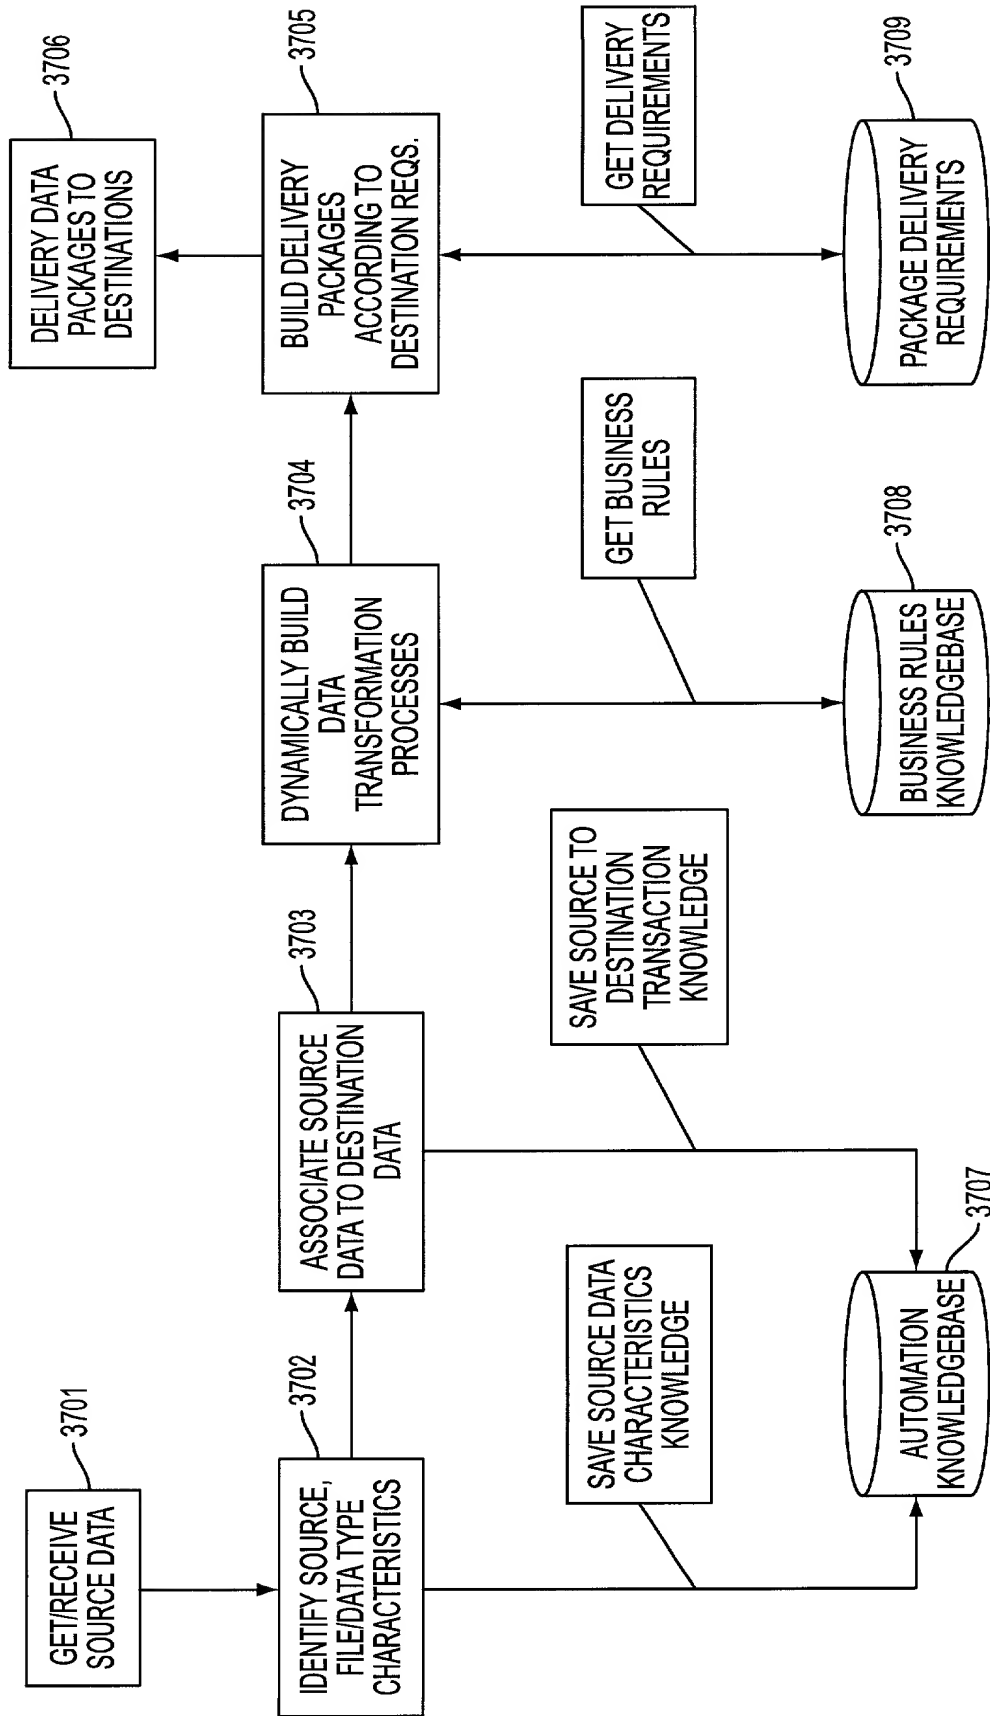 GET/RECEIVE
SOURCE DATA
3701
IDENTIFY SOURCE,
FILE/DATA TYPE
CHARACTERISTICS
3702
ASSOCIATE SOURCE
DATA TO DESTINATION
DATA
3703
DYNAMICALLY BUILD
DATA
TRANSFORMATION
PROCESSES
3704
BUILD DELIVERY
PACKAGES
ACCORDING TO
DESTINATION REQS.
3705
DELIVERY DATA
PACKAGES TO
DESTINATIONS
3706
SAVE SOURCE DATA
CHARACTERISTICS
KNOWLEDGE
SAVE SOURCE TO
DESTINATION
TRANSACTION
KNOWLEDGE
GET BUSINESS
RULES
GET DELIVERY
REQUIREMENTS
AUTOMATION
KNOWLEDGEBASE
3707
BUSINESS RULES
KNOWLEDGEBASE
3708
PACKAGE DELIVERY
REQUIREMENTS
3709